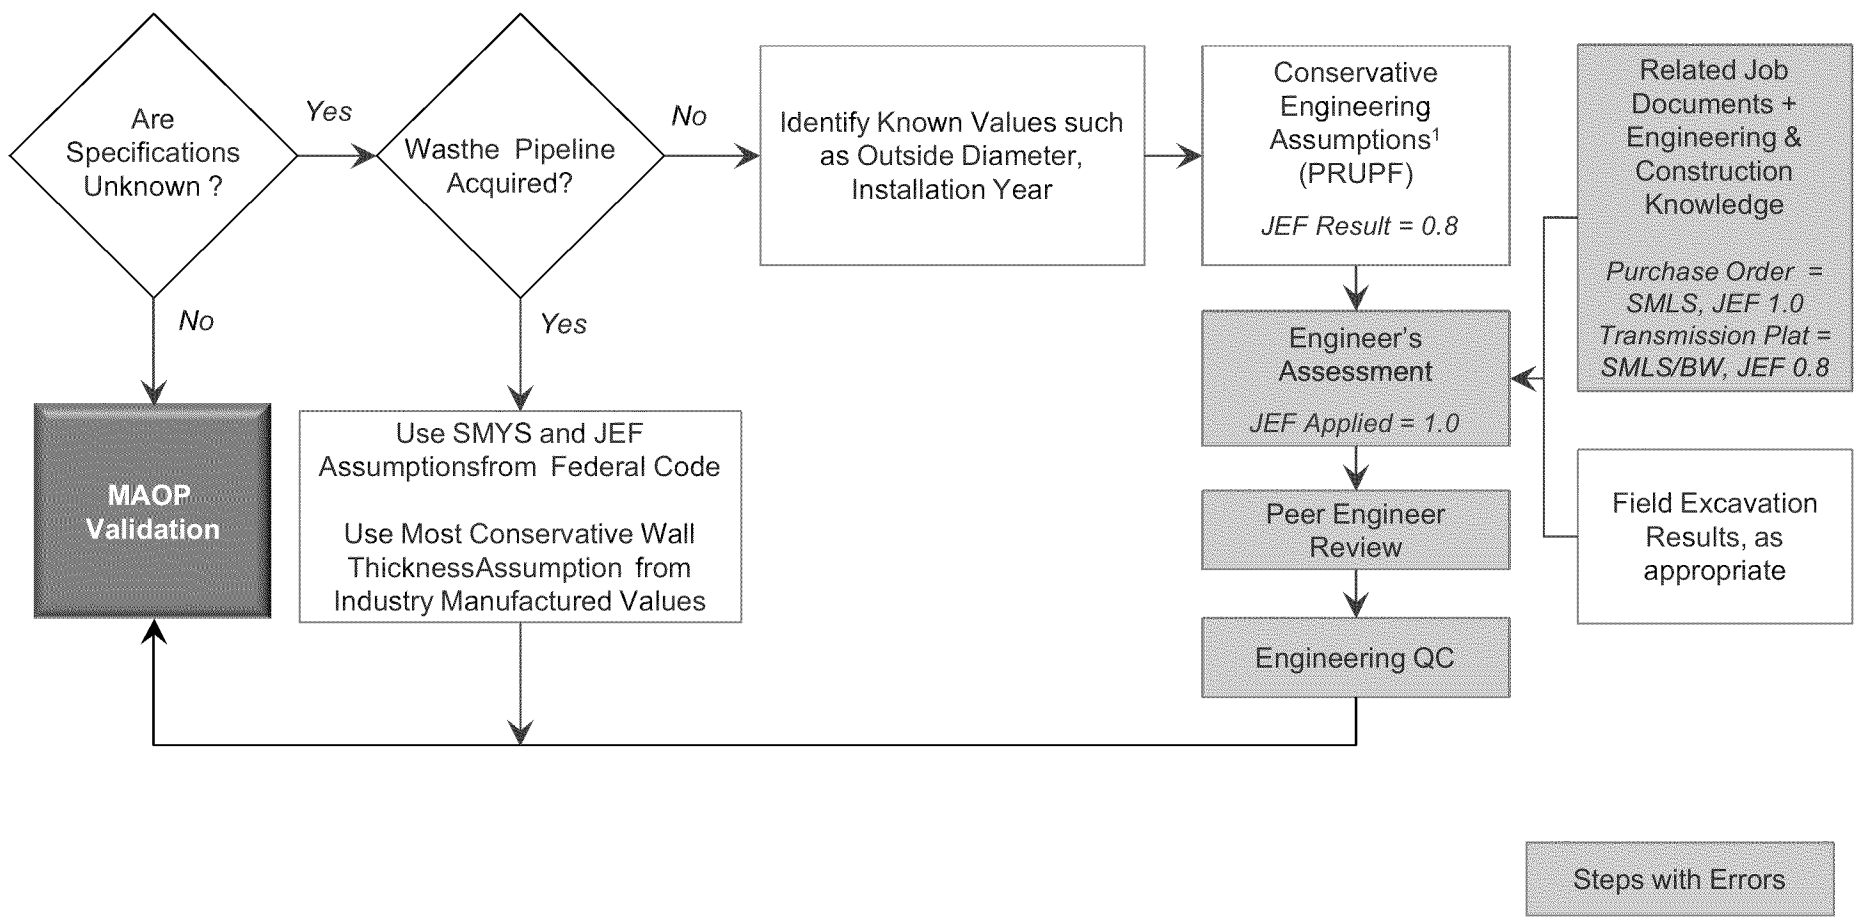 Are
Specifications
Unknown ?
Yes
No
Wasthe Pipeline
Acquired?
No
Yes
Identify Known Values such
as Outside Diameter,
Installation Year
Conservative
Engineering
Assumptions¹
(PRUPF)
JEF Result = 0.8
Related Job
Documents +
Engineering &
Construction
Knowledge
Purchase Order =
SMLS, JEF 1.0
Transmission Plat =
SMLS/BW, JEF 0.8
Engineer's
Assessment
JEF Applied = 1.0
MAOP
Validation
Use SMYS and JEF
Assumptionsfrom Federal Code
Use Most Conservative Wall
ThicknessAssumption from
Industry Manufactured Values
Peer Engineer
Review
Field Excavation
Results, as
appropriate
Engineering QC
Steps with Errors